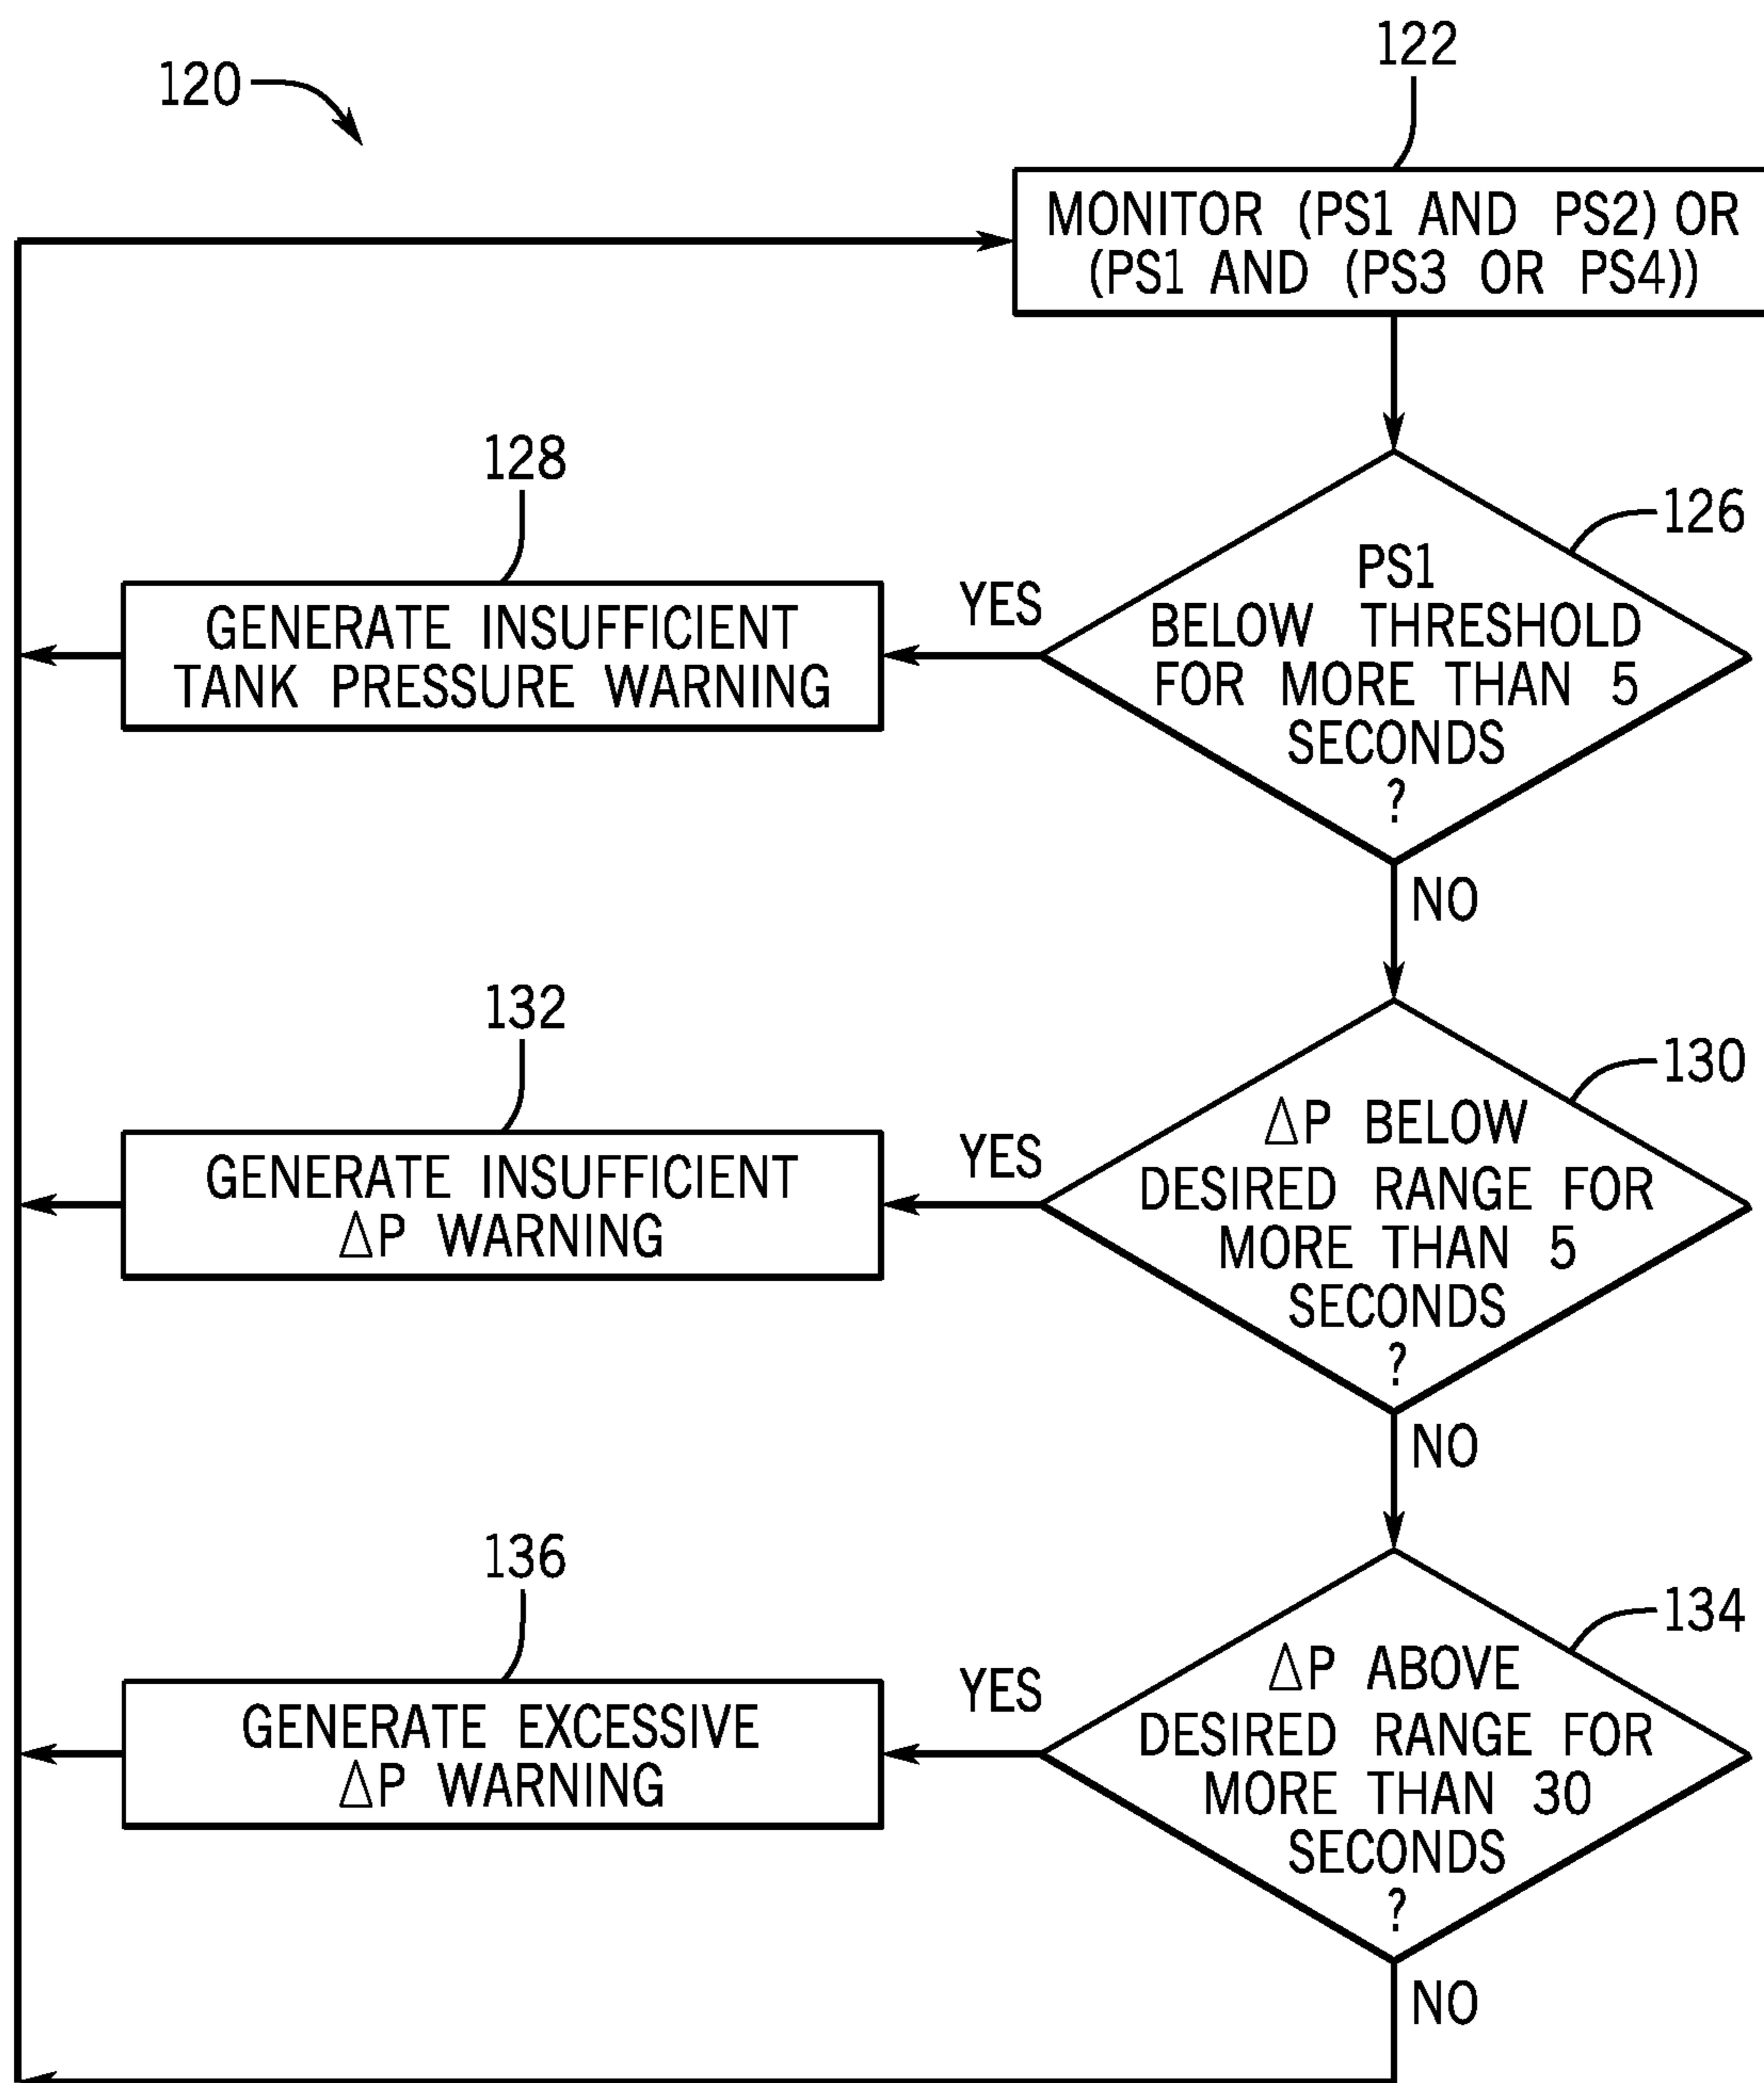 120
122
MONITOR (PS1 AND PS2) OR
(PS1 AND (PS3 OR PS4))
126
PS1
BELOW THRESHOLD
FOR MORE THAN 5
SECONDS
?
YES
128
GENERATE INSUFFICIENT
TANK PRESSURE WARNING
NO
130
ΔP BELOW
DESIRED RANGE FOR
MORE THAN 5
SECONDS
?
YES
132
GENERATE INSUFFICIENT
ΔP WARNING
NO
134
ΔP ABOVE
DESIRED RANGE FOR
MORE THAN 30
SECONDS
?
YES
136
GENERATE EXCESSIVE
ΔP WARNING
NO